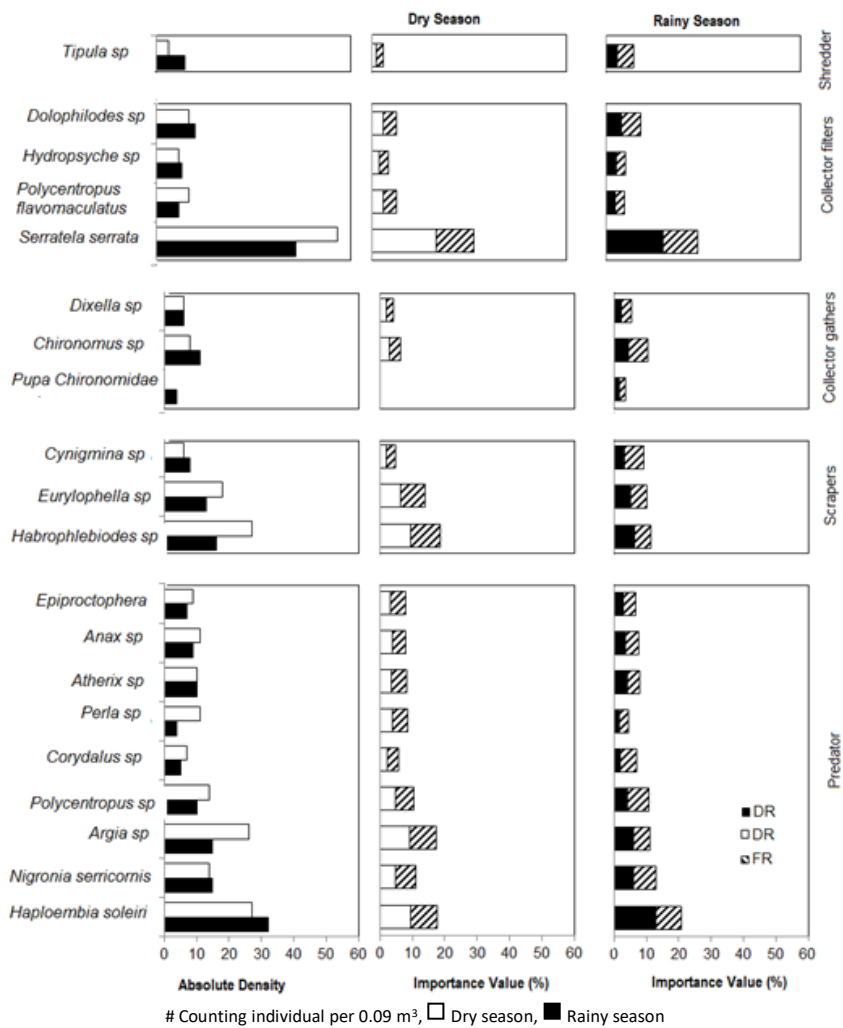 Dry Season
Rainy Season
Tipula sp
Shredder
Dolophilodes sp
Hydropsyche sp
Polycentropus
flavomaculatus
Serratela serrata
Collector filters
Dixella sp
Chironomus sp
Pupa Chironomidae
Collector gathers
Cynigmina sp
Eurylophella sp
Habrophlebiodes sp
Scrapers
Epiproctophera
Anax sp
Atherix sp
Perla sp
Corydalus sp
Polycentropus sp
Argia sp
Nigronia serricornis
Haploembia soleiri
Predator
DR
DR
FR
0 10 20 30 40 50 60
0 10 20 30 40 50 60
0 10 20 30 40 50 60
Absolute Density
Importance Value (%)
Importance Value (%)
# Counting individual per 0.09 m³, Dry season, Rainy season